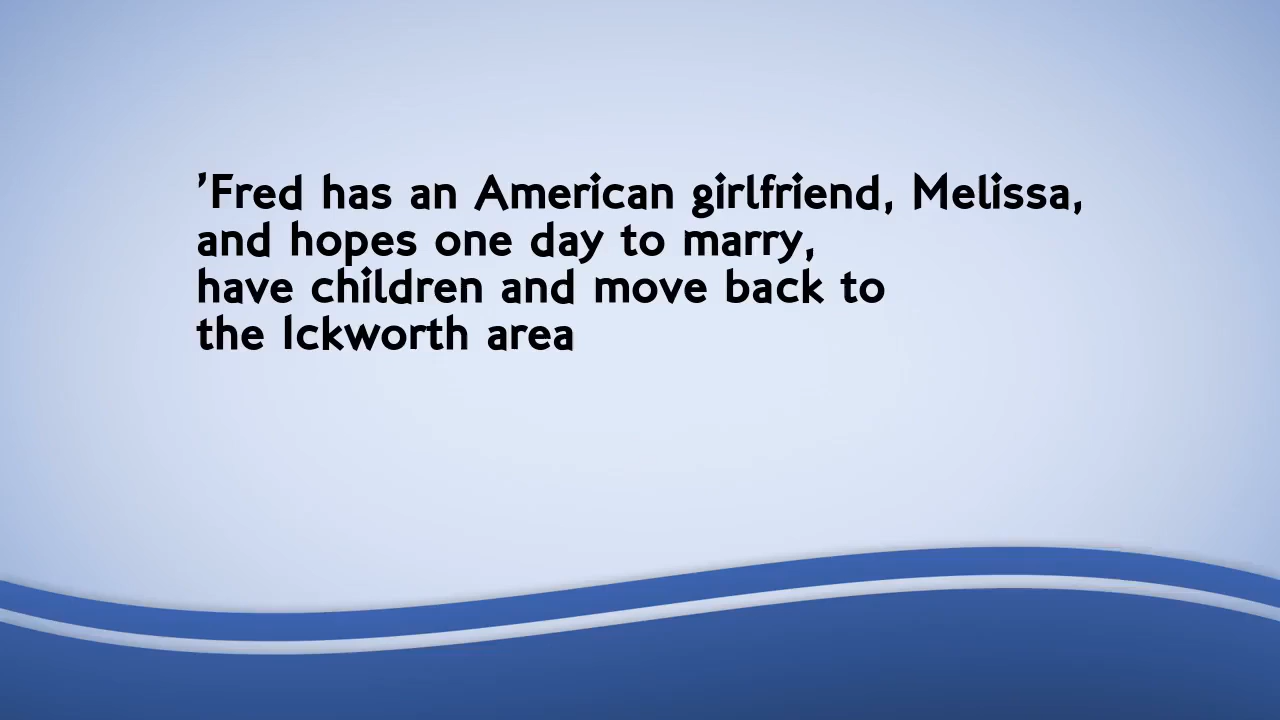 ’Fred has an American girlfriend, Melissa,
and hopes one day to marry,
have children and move back to
the Ickworth area